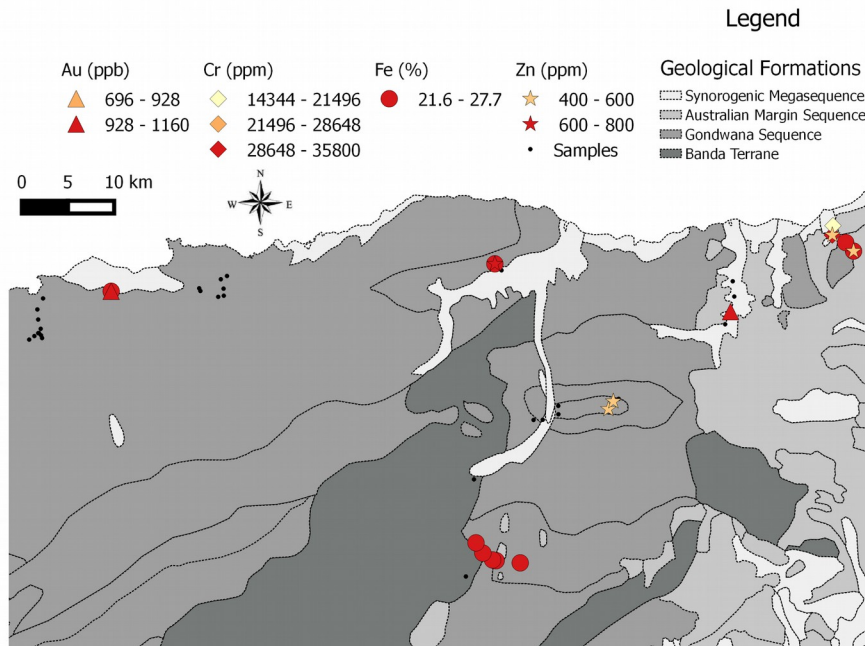 Legend
Au (ppb)
696 - 928
928 - 1160
Cr (ppm)
14344 - 21496
21496 - 28648
28648 - 35800
Fe (%)
21.6 - 27.7
Zn (ppm)
400 - 600
600 - 800
Samples
Geological Formations
Synorogenic Megasequence
Australian Margin Sequence
Gondwana Sequence
Banda Terrane
0 5 10 km
N
W E
S